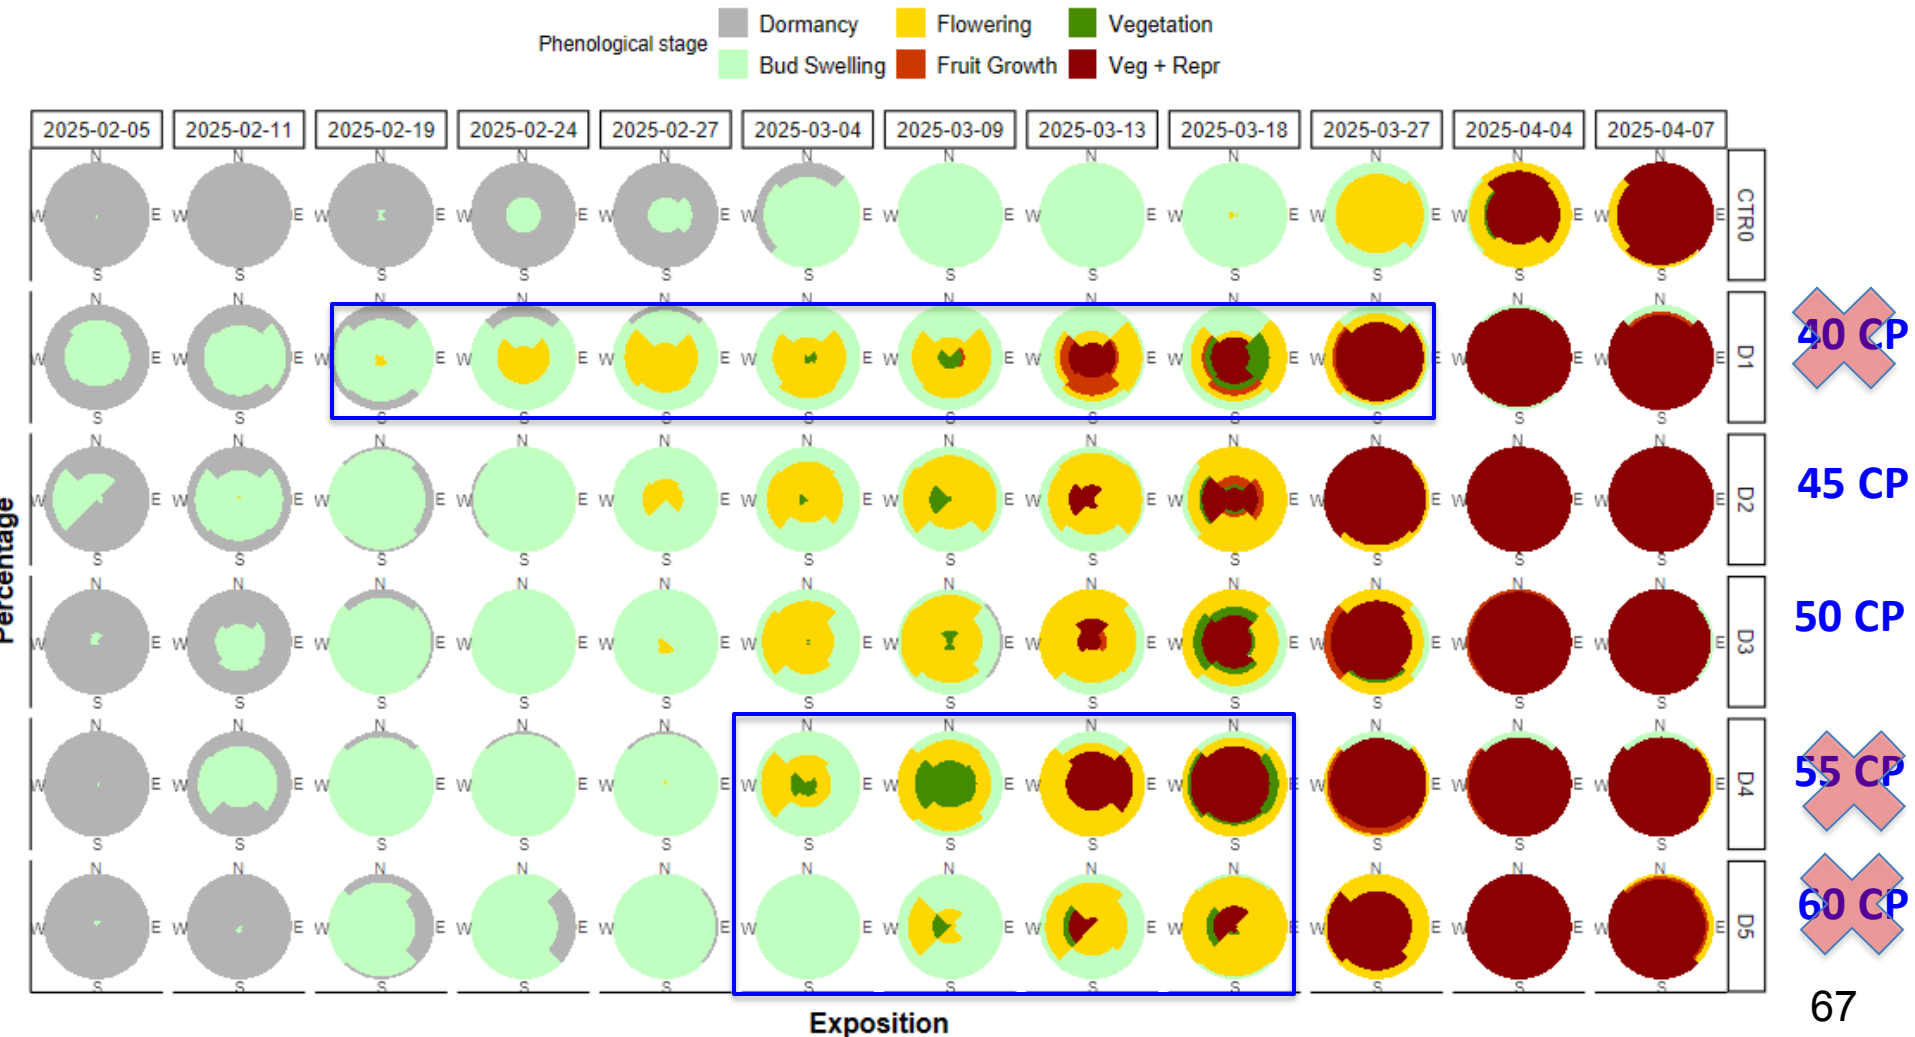 Phenological stage
Dormancy Flowering Vegetation
Bud Swelling Fruit Growth Veg + Repr
2025-02-05 2025-02-11 2025-02-19 2025-02-24 2025-02-27 2025-03-04 2025-03-09 2025-03-13 2025-03-18 2025-03-27 2025-04-04 2025-04-07
N N N N N N N N N N N N
W E W E W E W E W E W E W E W E W E W E W E W E
S S S S S S S S S S S S
CTR0
N N N N N N N N N N N N
W E W E W E W E W E W E W E W E W E W E W E W E
S S S S S S S S S S S S
D1
40 CP
N N N N N N N N N N N N
W E W E W E W E W E W E W E W E W E W E W E W E
S S S S S S S S S S S S
D2
45 CP
N N N N N N N N N N N N
W E W E W E W E W E W E W E W E W E W E W E W E
S S S S S S S S S S S S
D3
50 CP
N N N N N N N N N N N N
W E W E W E W E W E W E W E W E W E W E W E W E
S S S S S S S S S S S S
D4
55 CP
N N N N N N N N N N N N
W E W E W E W E W E W E W E W E W E W E W E W E
S S S S S S S S S S S S
D5
60 CP
Percentage
Exposition
67